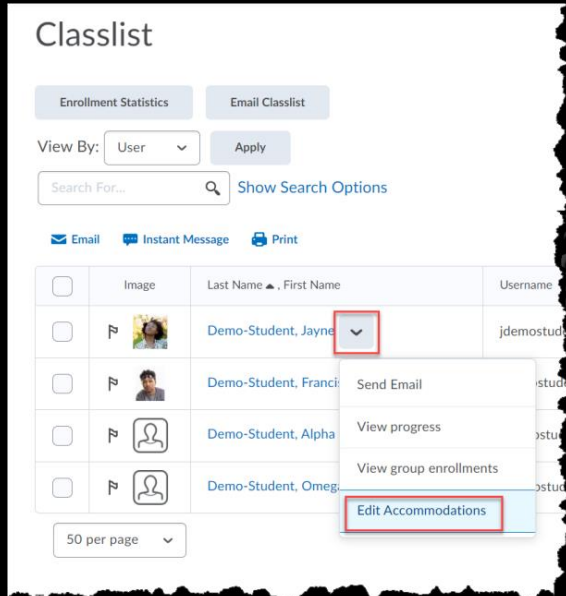 Classlist
Enrollment Statistics Email Classlist
View By: User Apply
Search For... Show Search Options
Email Instant Message Print
Image Last Name ▲ , First Name Username
Demo-Student, Jayne jdemostude
Demo-Student, Francis
Send Email
Demo-Student, Alpha
View progress
View group enrollments
Demo-Student, Omega
Edit Accommodations
50 per page